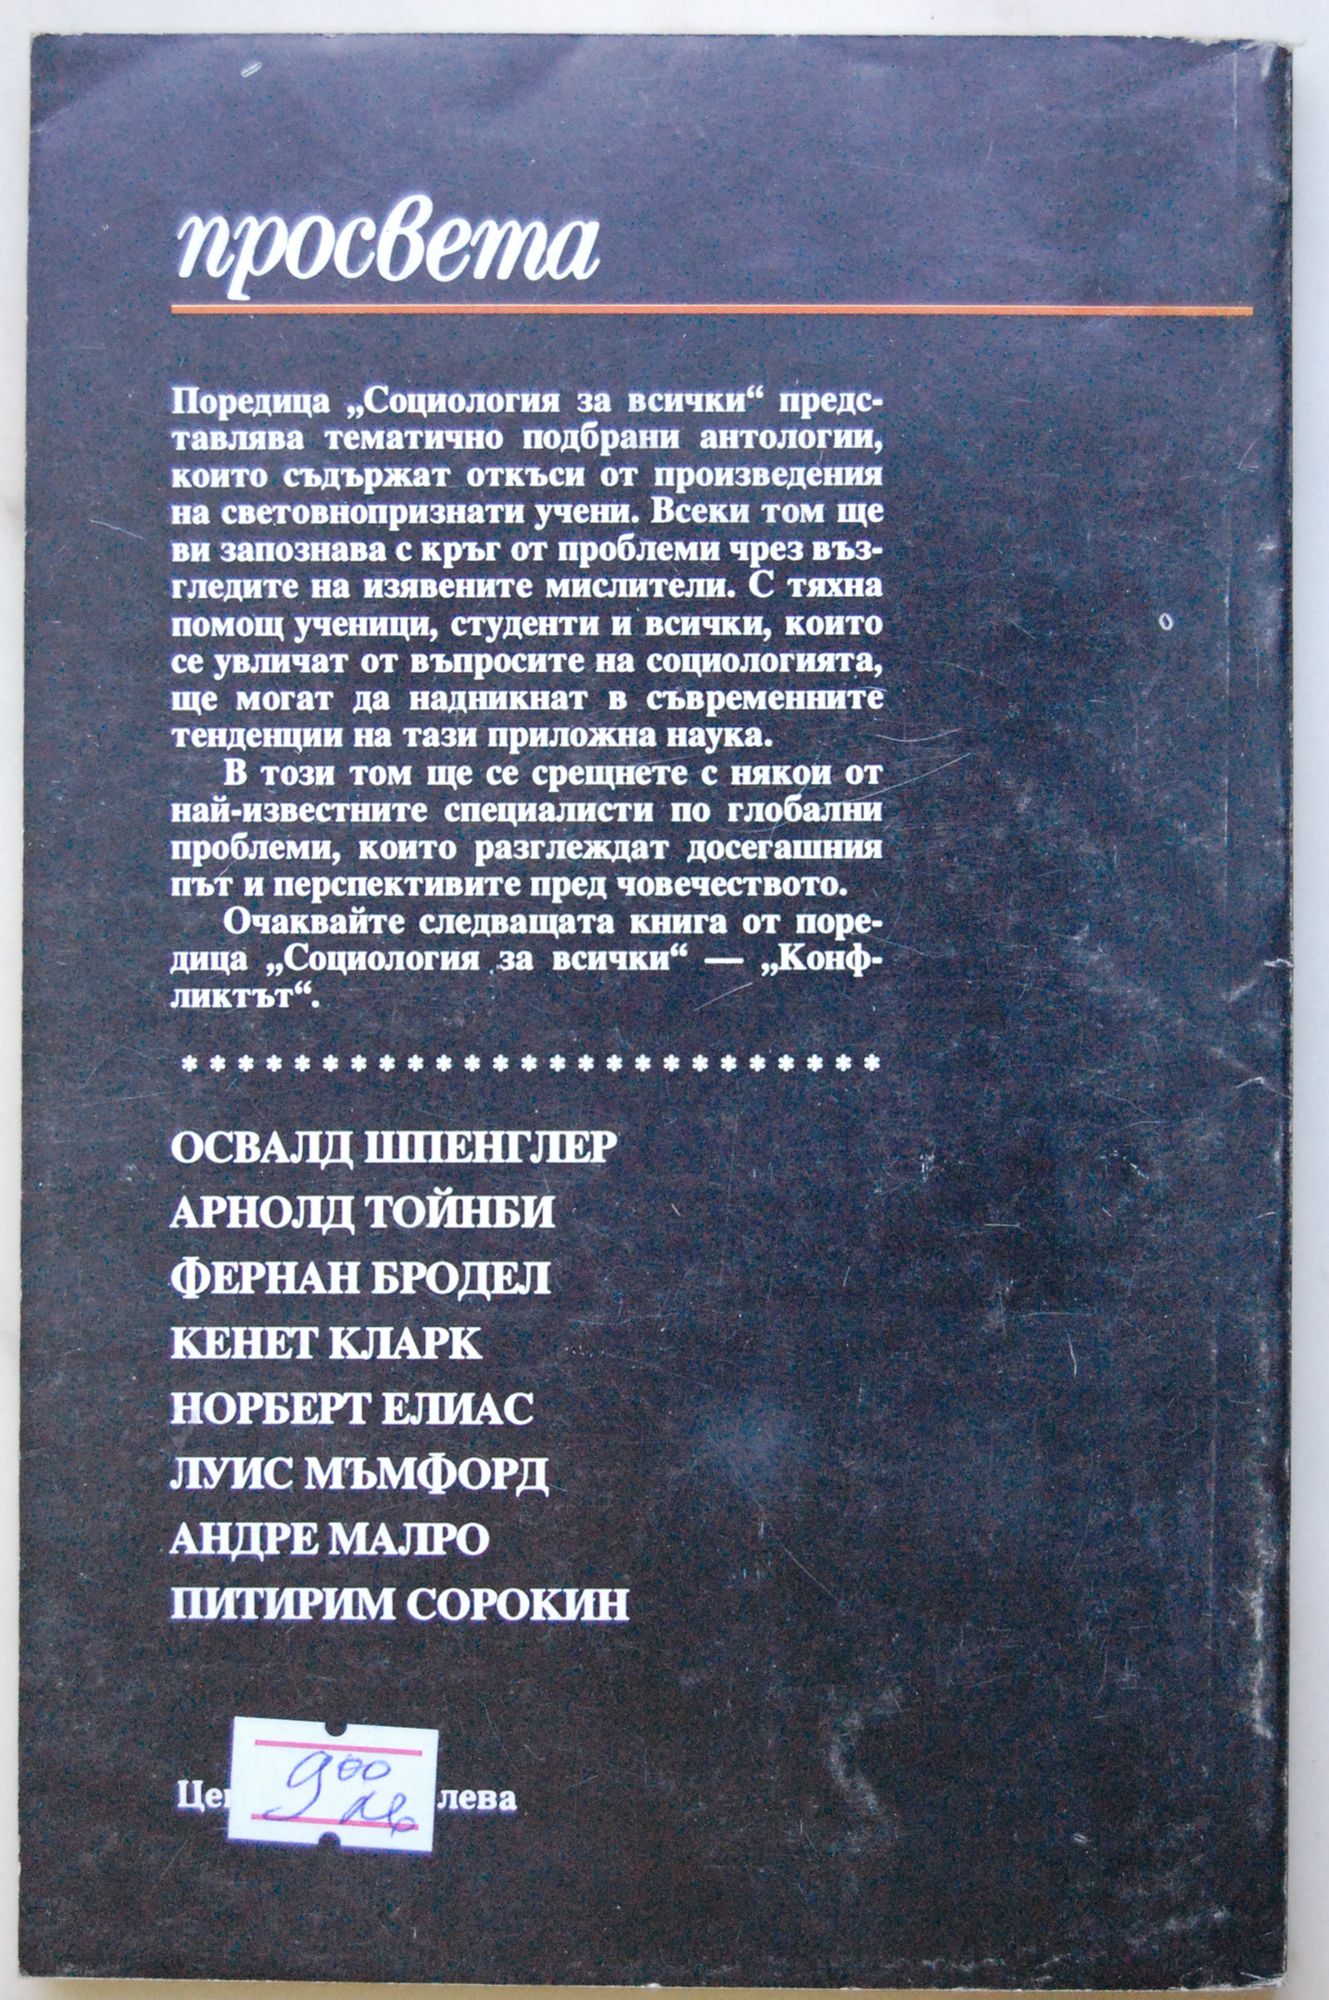 просвета
Поредица „Социология за всички“ предс-
тавлява тематично подбрани антологии,
които съдържат откъси от произведения
на световнопризнати учени. Всеки том ще
ви запознава с кръг от проблеми чрез въз-
гледите на изявените мислители. С тяхна
помощ ученици, студенти и всички, които
се увличат от въпросите на социологията,
ще могат да надникнат в съвременните
тенденции на тази приложна наука.
В този том ще се срещнете с някои от
най-известните специалисти по глобални
проблеми, които разглеждат досегашния
път и перспективите пред човечеството.
Очаквайте следващата книга от поре-
дица „Социология за всички“ — „Конф-
ликтът“.
* * * * * * * * * * * * * * * * * * * * * * * * *
ОСВАЛД ШПЕНГЛЕР
АРНОЛД ТОЙНБИ
ФЕРНАН БРОДЕЛ
КЕНЕТ КЛАРК
НОРБЕРТ ЕЛИАС
ЛУИС МЪМФОРД
АНДРЕ МАЛРО
ПИТИРИМ СОРОКИН
900
лв
лева